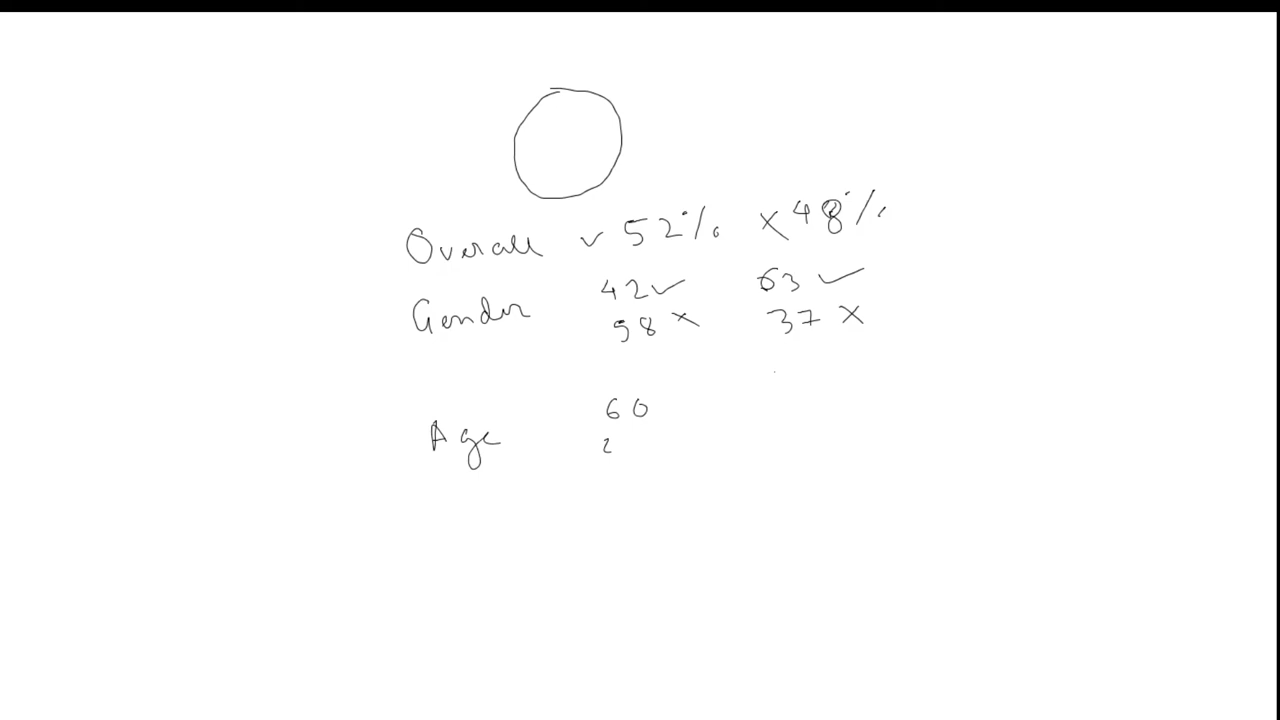 Overall ✓ 52% × 48%
42 ✓ 63 ✓
Gender
58 × 37 ×
60
Age
2